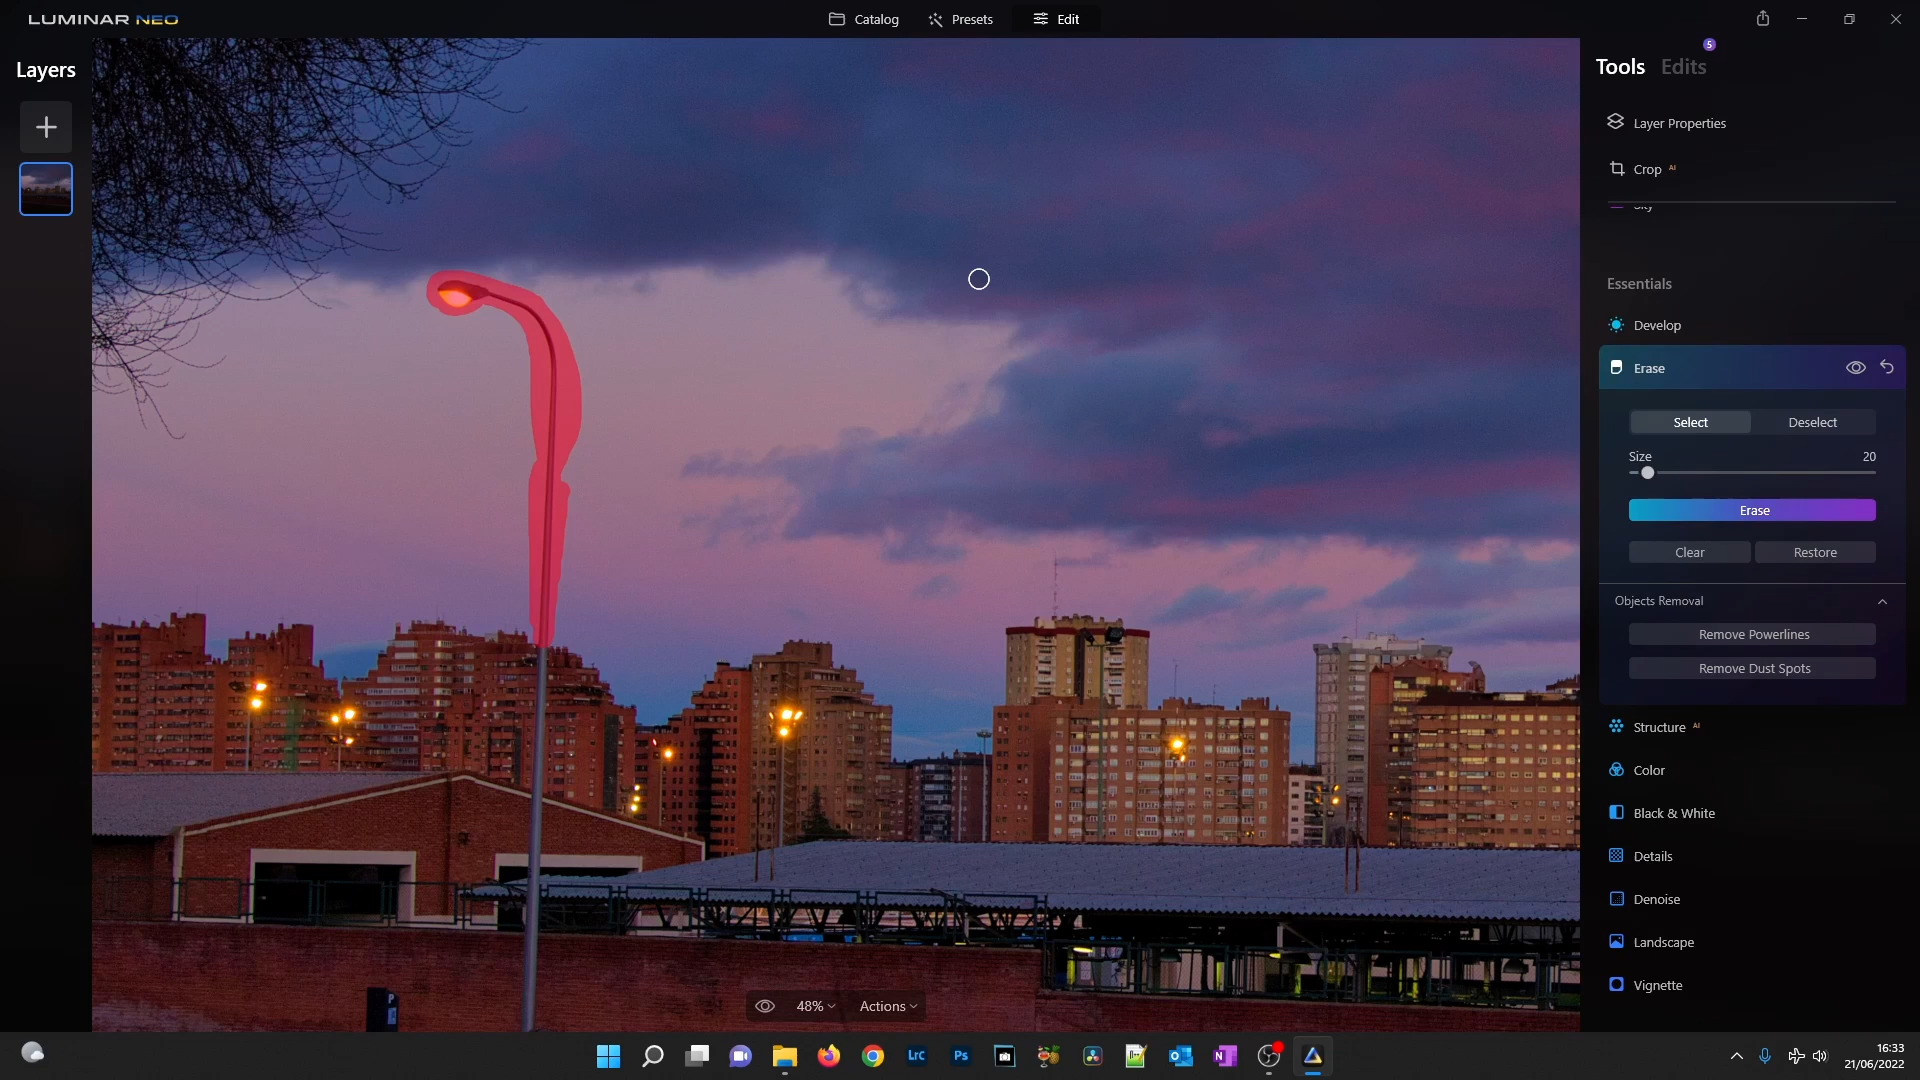 LUMINAR NEO
Catalog
Presets
Edit
Layers
5
Tools
Edits
Layer Properties
Crop AI
Sky
Essentials
Develop
Erase
Select
Deselect
Size
20
Erase
Clear
Restore
Objects Removal
Remove Powerlines
Remove Dust Spots
Structure AI
Color
Black & White
Details
Denoise
Landscape
Vignette
P
48%
Actions
LrC
Ps
N
16:33
21/06/2022